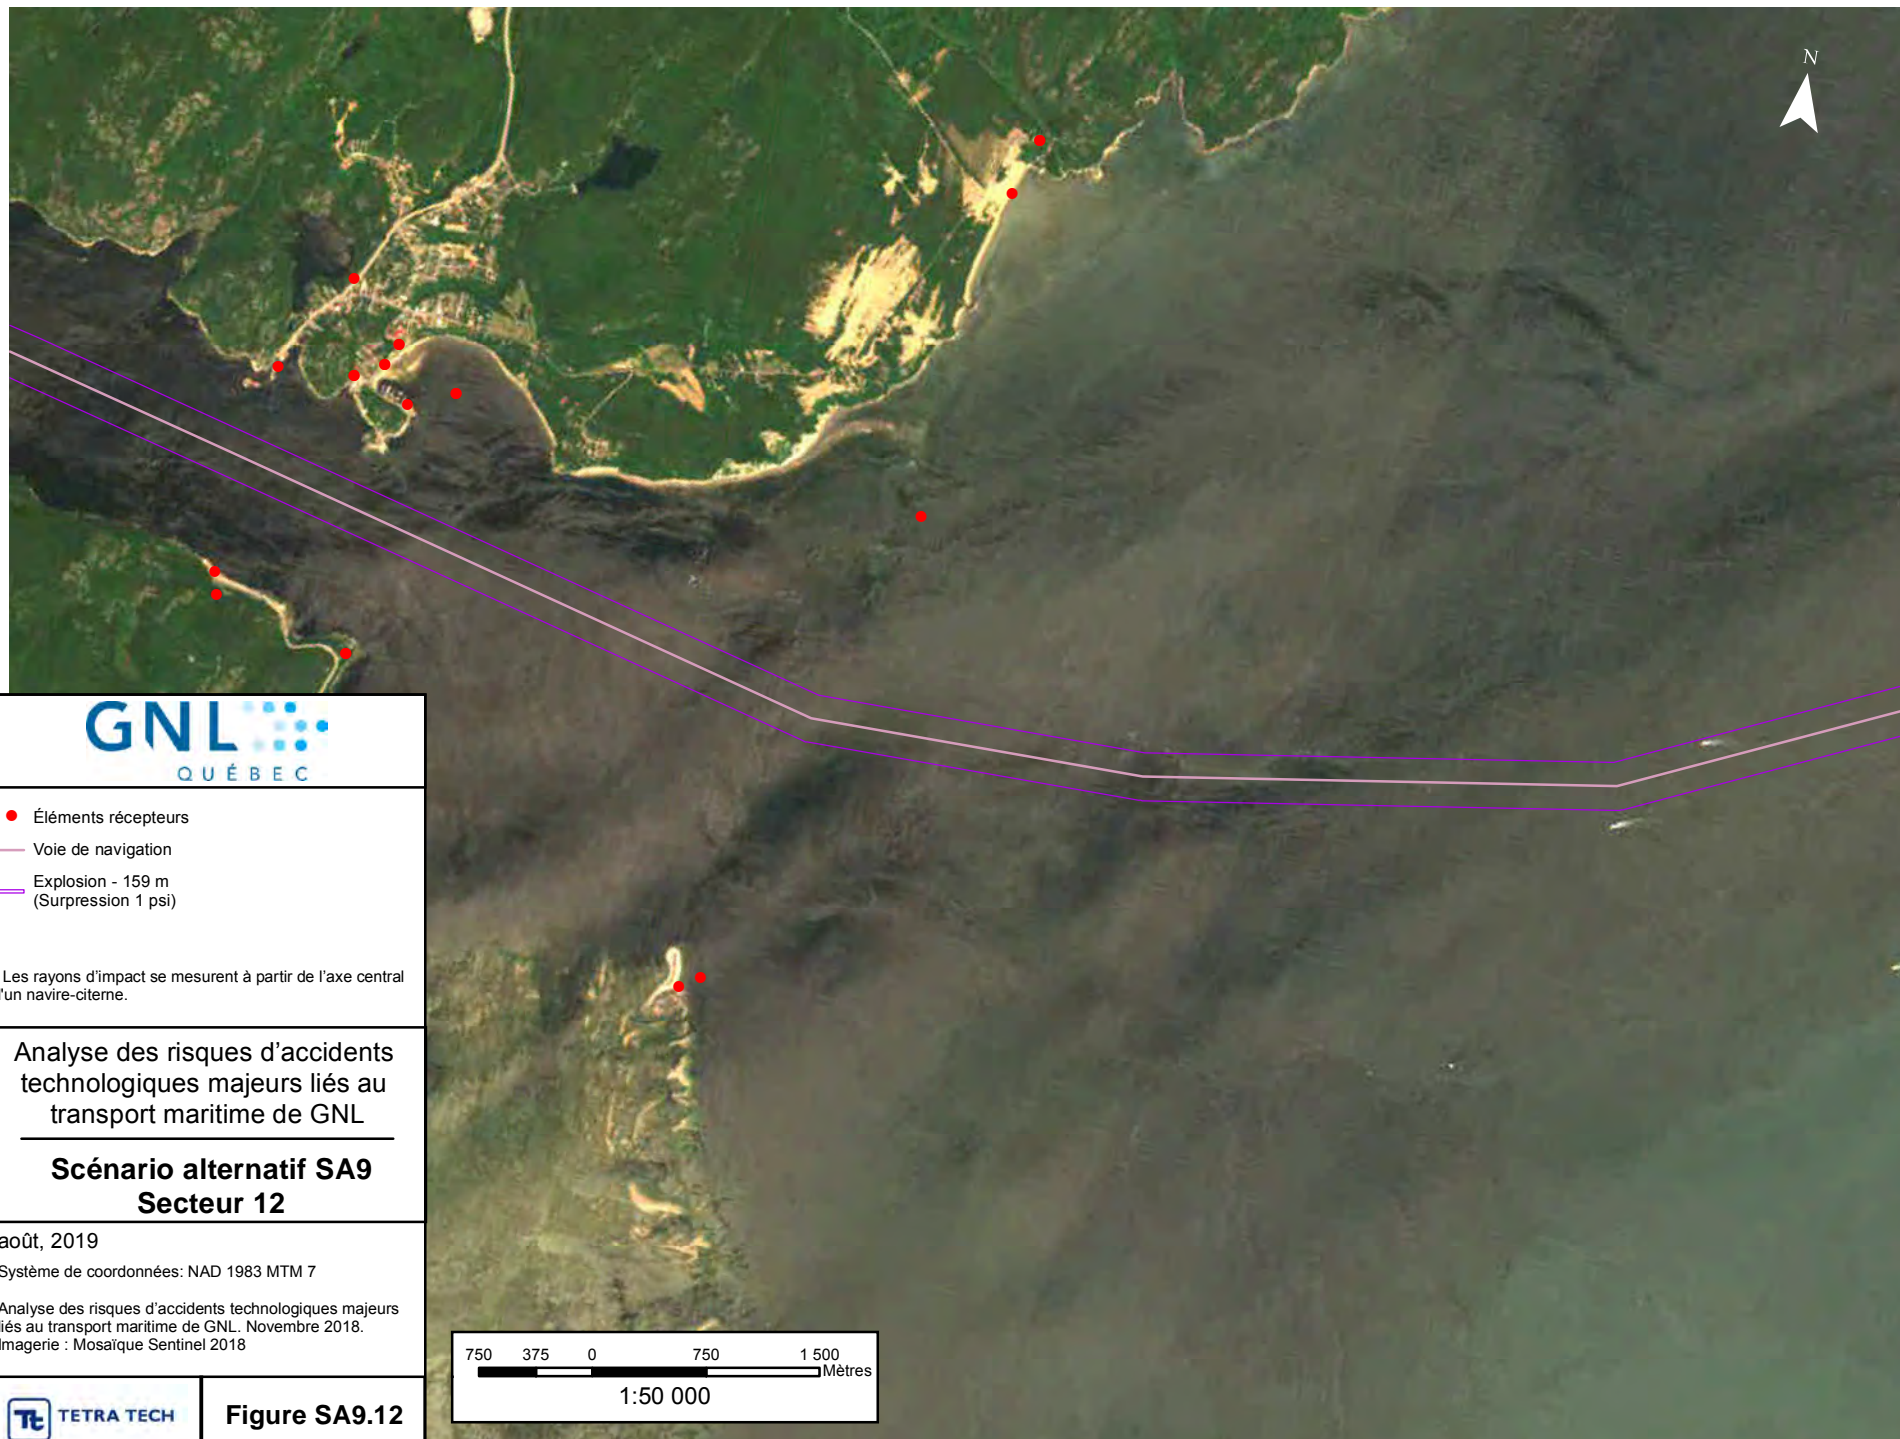 N
GNL
QUÉBEC
Éléments récepteurs
Voie de navigation
Explosion - 159 m
(Surpression 1 psi)
Les rayons d'impact se mesurent à partir de l'axe central
'un navire-citerne.
Analyse des risques d'accidents
technologiques majeurs liés au
transport maritime de GNL
Scénario alternatif SA9
Secteur 12
août, 2019
Système de coordonnées: NAD 1983 MTM 7
Analyse des risques d'accidents technologiques majeurs
liés au transport maritime de GNL. Novembre 2018.
Imagerie : Mosaïque Sentinel 2018
750 375 0 750 1 500
Mètres
1:50 000
Tt TETRA TECH
Figure SA9.12